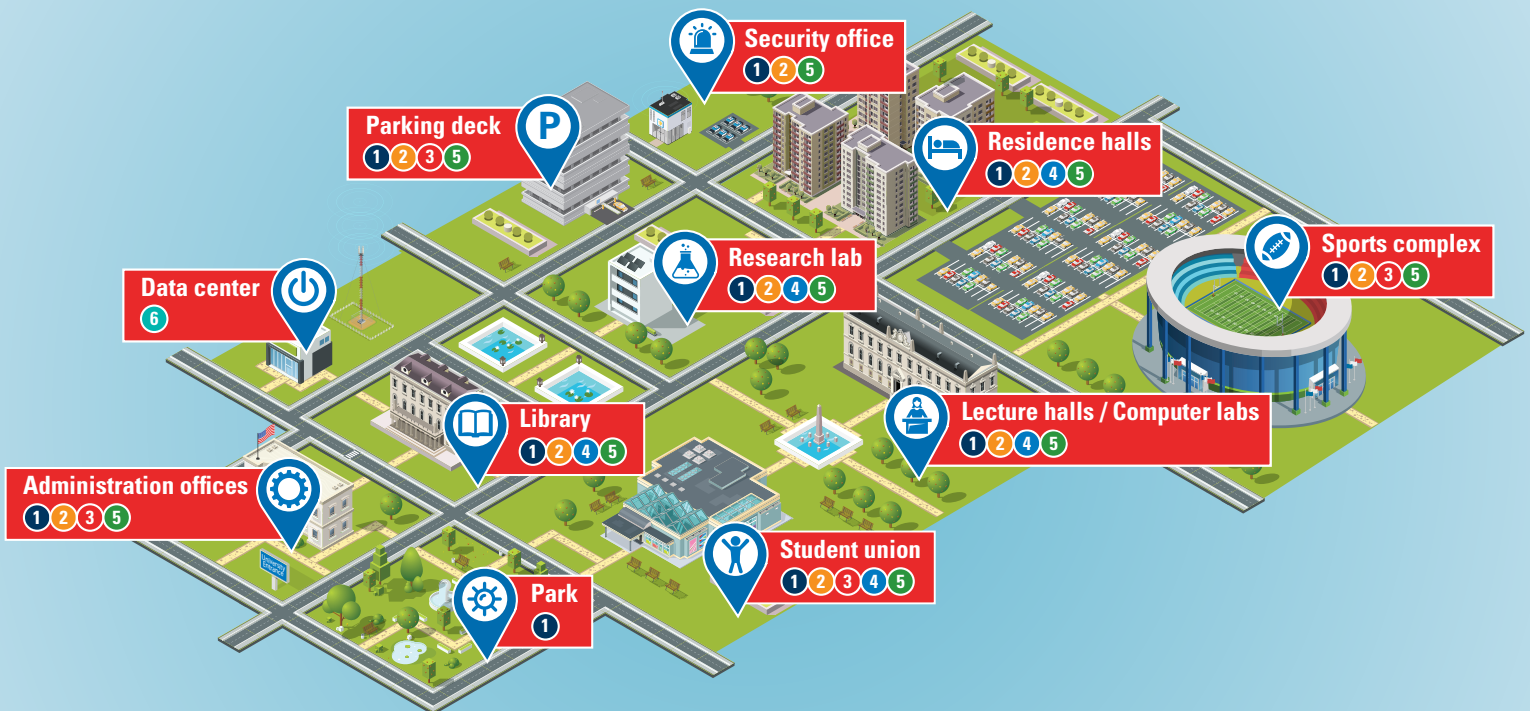 Security office
1 2 5
Parking deck
1 2 3 5
P
Residence halls
1 2 4 5
Research lab
1 2 4 5
Sports complex
1 2 3 5
Data center
6
Library
1 2 4 5
Lecture halls / Computer labs
1 2 4 5
Administration offices
1 2 3 5
Student union
1 2 3 4 5
University
Entrance
Park
1